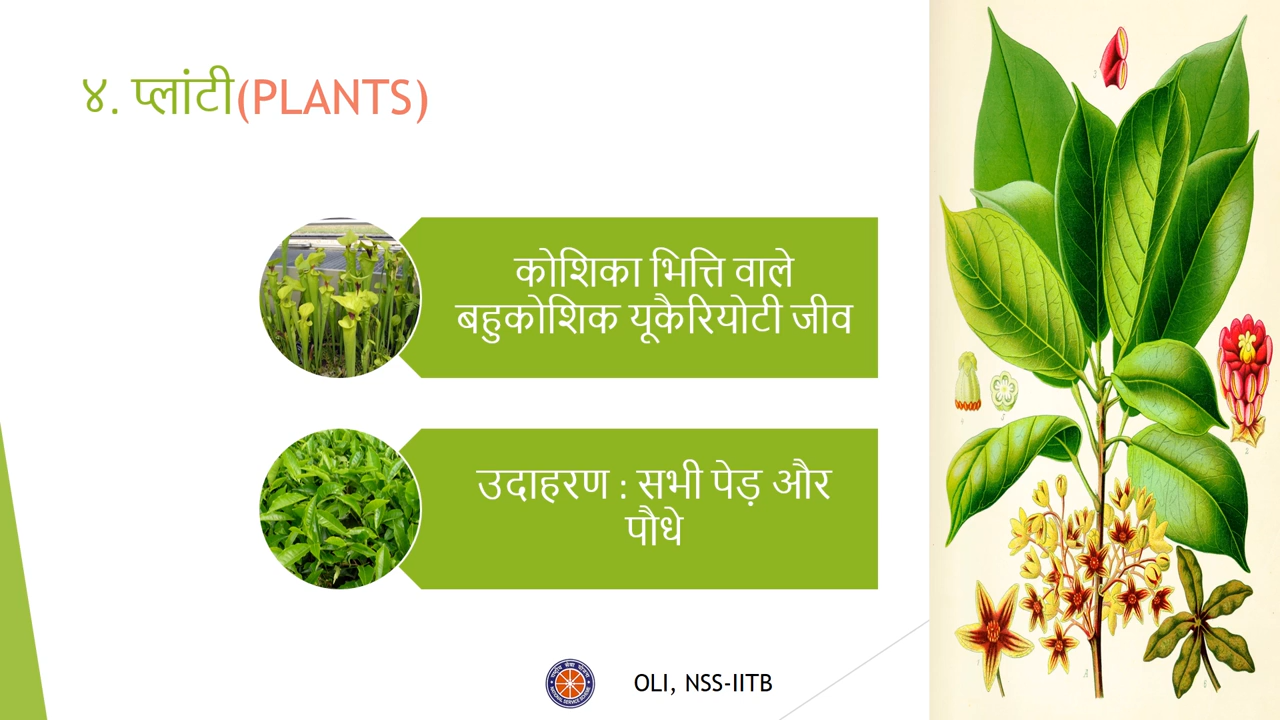 ४. प्लांटी(PLANTS)
कोशिका भित्ति वाले
बहुकोशिक यूकैरियोटी जीव
उदाहरण : सभी पेड़ और
पौधे
OLI, NSS-IITB